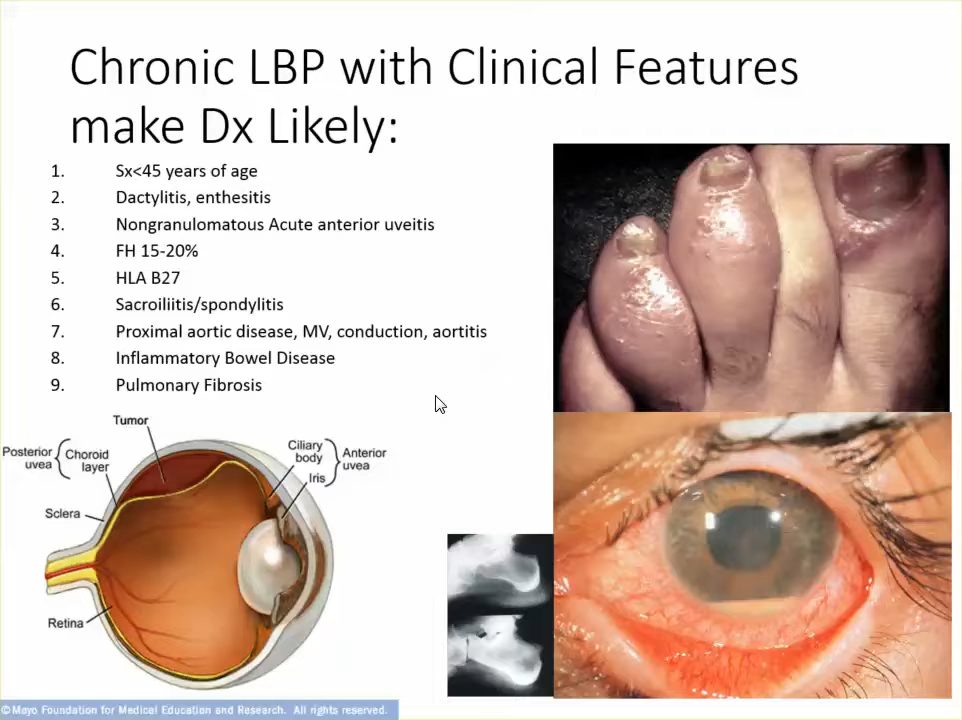 Chronic LBP with Clinical Features
make Dx Likely:
1. Sx<45 years of age
2. Dactylitis, enthesitis
3. Nongranulomatous Acute anterior uveitis
4. FH 15-20%
5. HLA B27
6. Sacroiliitis/spondylitis
7. Proximal aortic disease, MV, conduction, aortitis
8. Inflammatory Bowel Disease
9. Pulmonary Fibrosis
Tumor
Posterior
uvea
Choroid
layer
Ciliary
body
Anterior
uvea
Iris
Sclera
Retina
©Mayo Foundation for Medical Education and Research. All rights reserved.